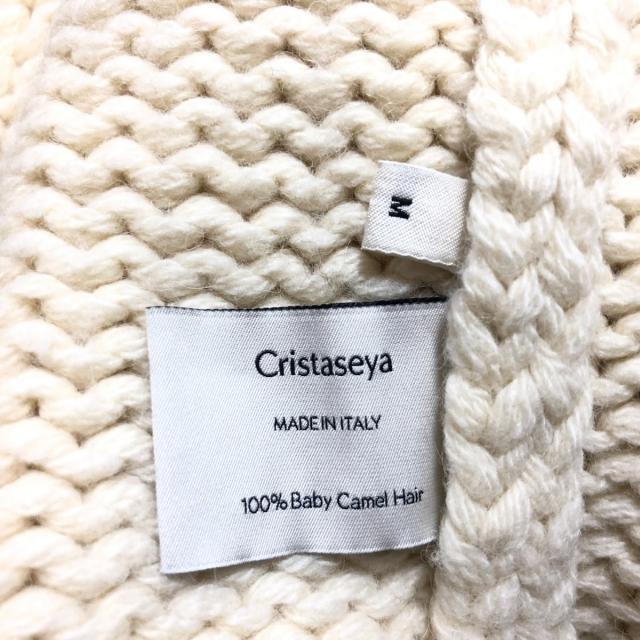 M
Cristaseya
MADE IN ITALY
100% Baby Camel Hair